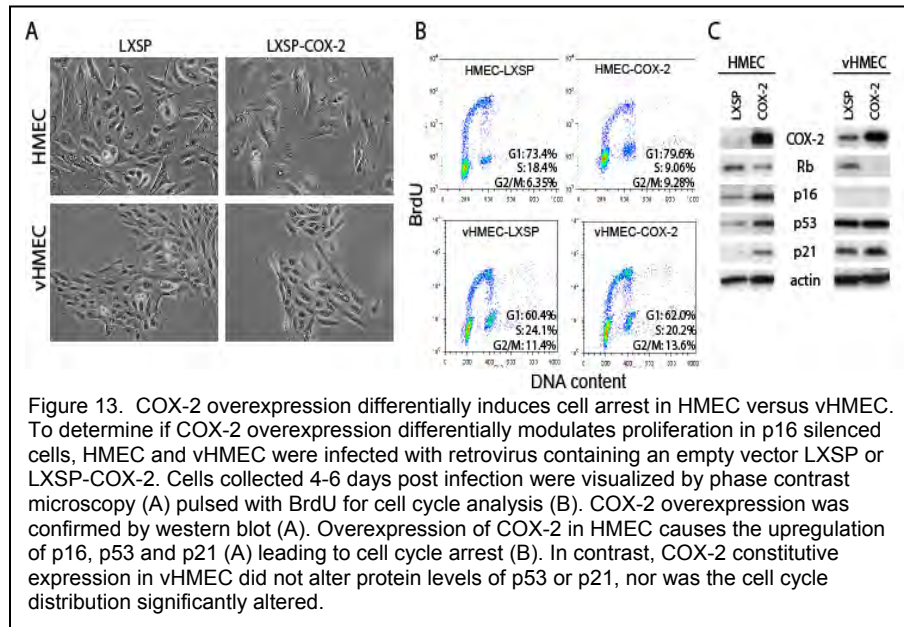 A
LXSP
LXSP-COX-2
HMEC
vHMEC
B
HMEC-LXSP
G1: 73.4%
S: 18.4%
G2/M: 6.35%
HMEC-COX-2
G1: 79.6%
S: 9.06%
G2/M: 9.28%
BrdU
vHMEC-LXSP
G1: 60.4%
S: 24.1%
G2/M: 11.4%
vHMEC-COX-2
G1: 62.0%
S: 20.2%
G2/M: 13.6%
DNA content
C
HMEC
vHMEC
LXSP
COX-2
LXSP
COX-2
COX-2
Rb
p16
p53
p21
actin
Figure 13. COX-2 overexpression differentially induces cell arrest in HMEC versus vHMEC.
To determine if COX-2 overexpression differentially modulates proliferation in p16 silenced
cells, HMEC and vHMEC were infected with retrovirus containing an empty vector LXSP or
LXSP-COX-2. Cells collected 4-6 days post infection were visualized by phase contrast
microscopy (A) pulsed with BrdU for cell cycle analysis (B). COX-2 overexpression was
confirmed by western blot (A). Overexpression of COX-2 in HMEC causes the upregulation
of p16, p53 and p21 (A) leading to cell cycle arrest (B). In contrast, COX-2 constitutive
expression in vHMEC did not alter protein levels of p53 or p21, nor was the cell cycle
distribution significantly altered.